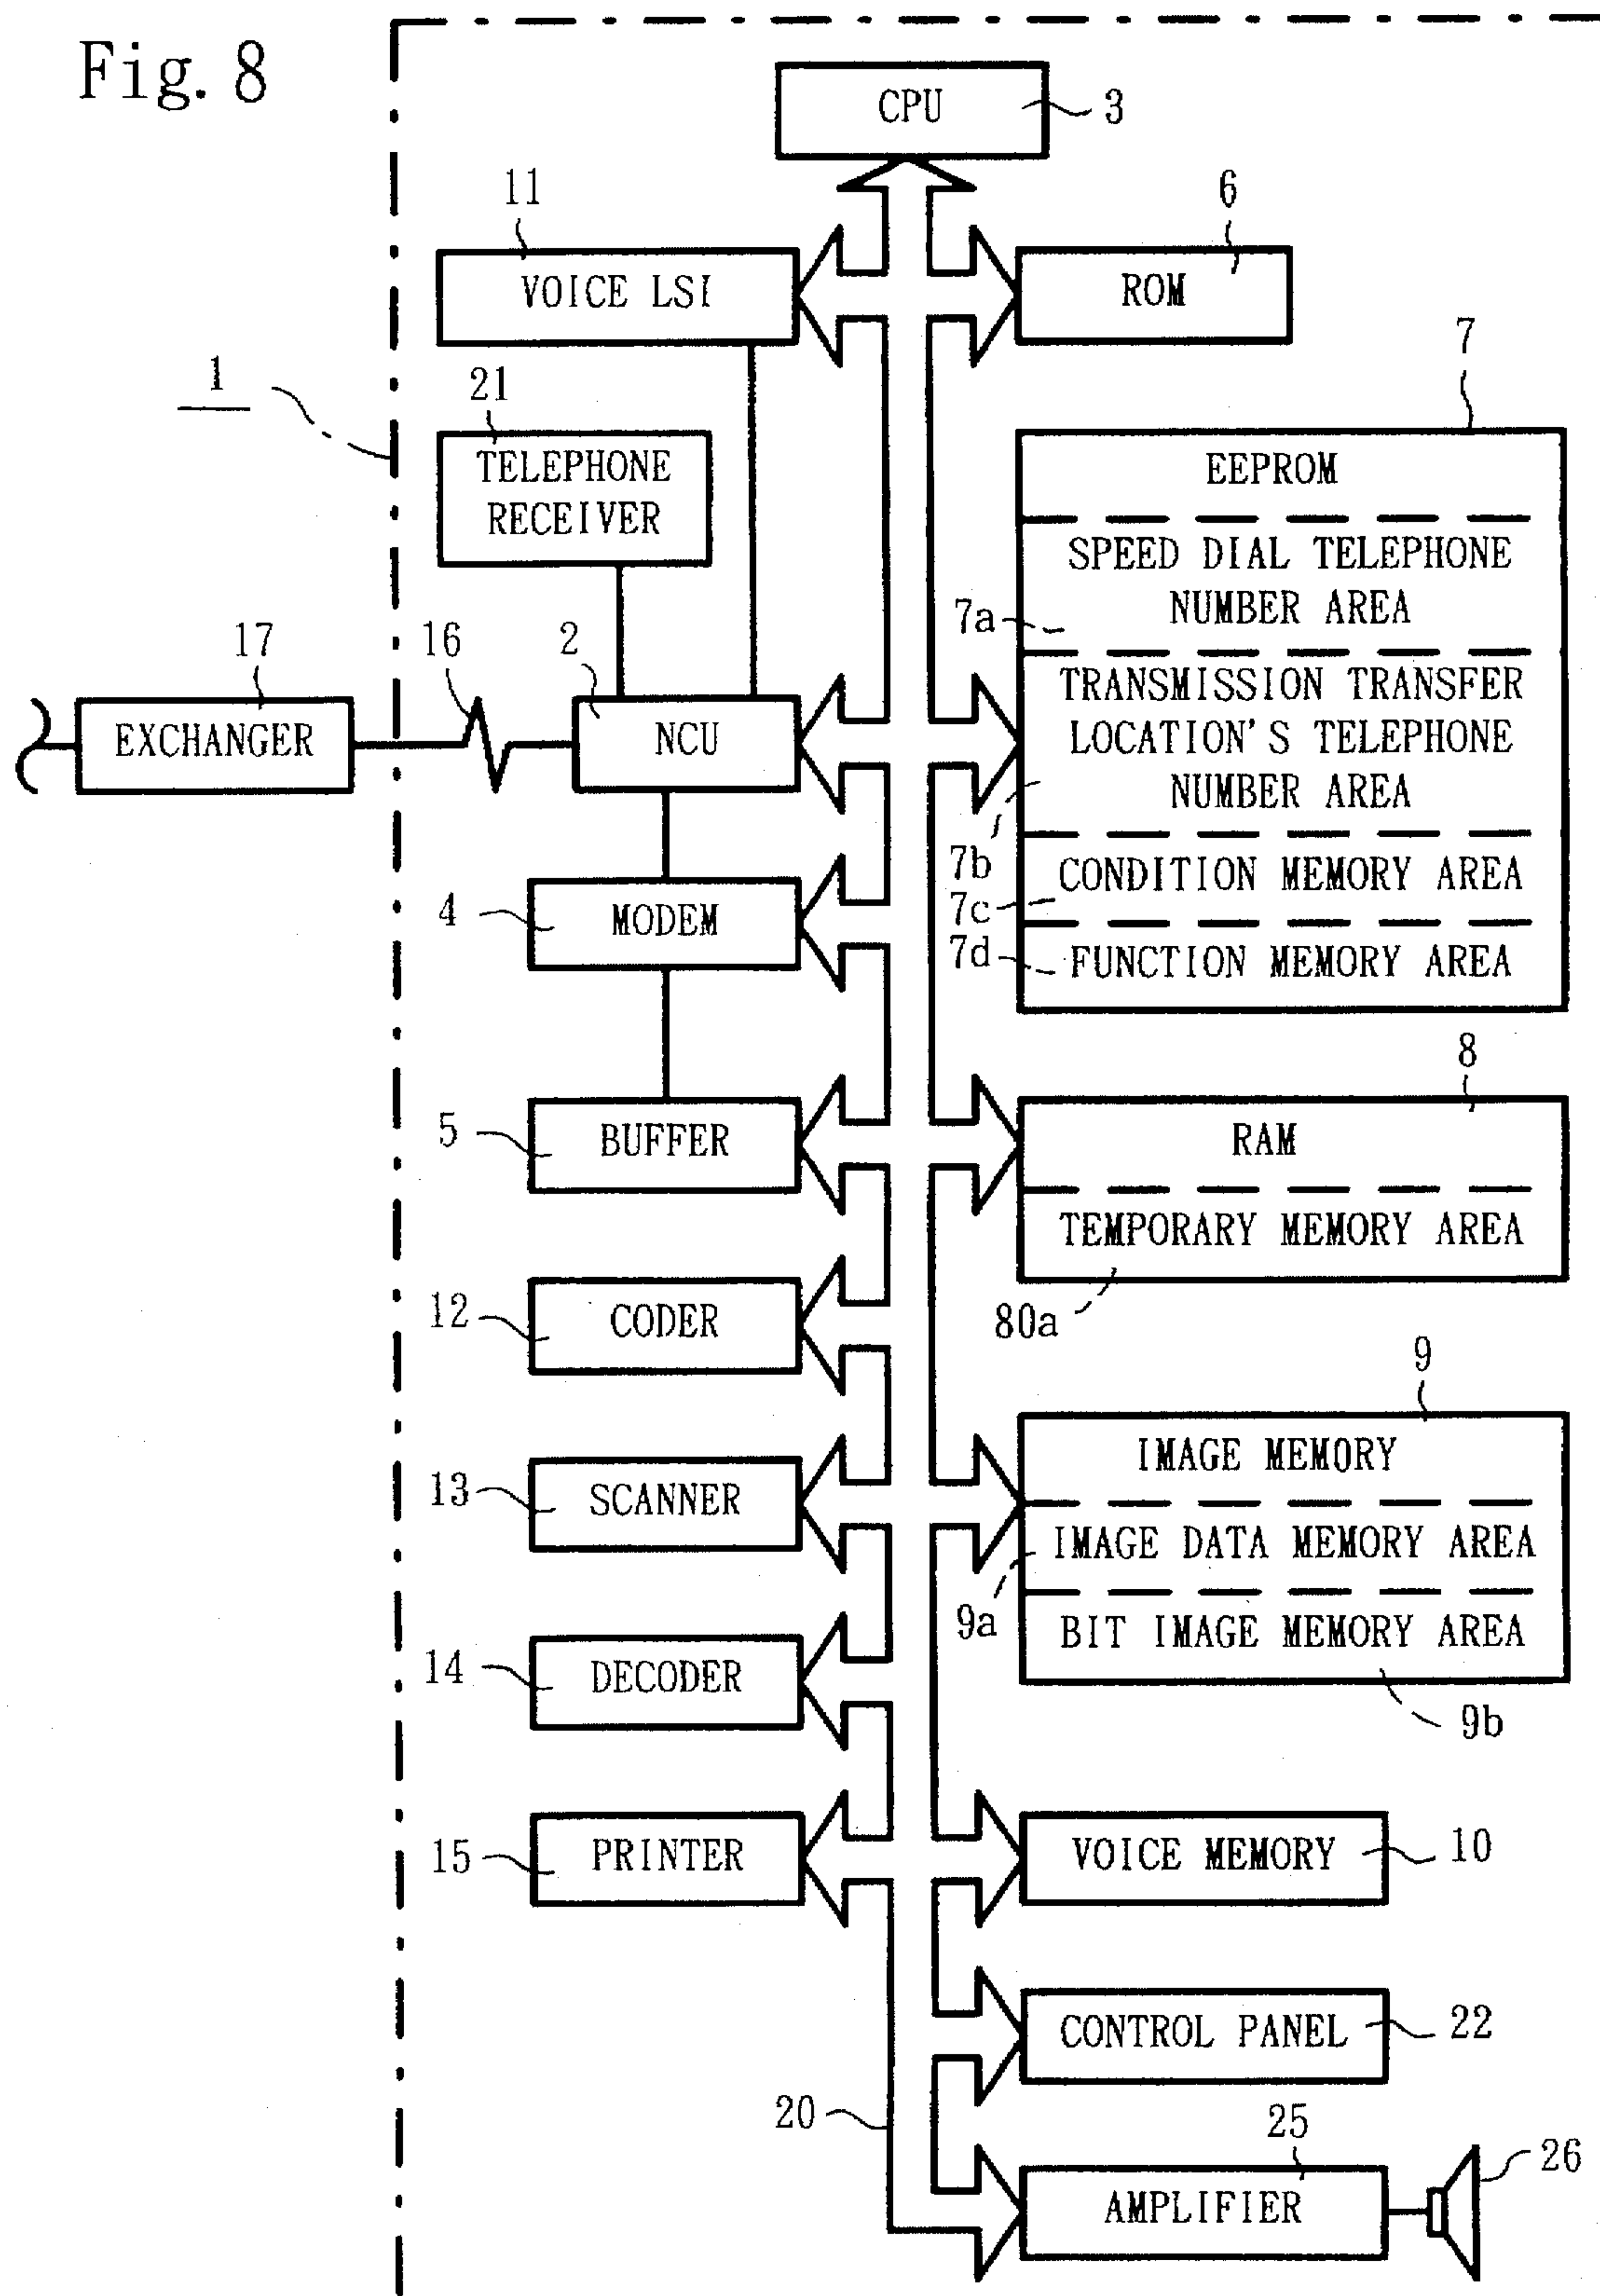 Fig. 8
CPU
3
11
6
VOICE LSI
ROM
1
7
21
TELEPHONE
RECEIVER
EEPROM
SPEED DIAL TELEPHONE
NUMBER AREA
7a
17
16
2
EXCHANGER
NCU
TRANSMISSION TRANSFER
LOCATION'S TELEPHONE
NUMBER AREA
7b
CONDITION MEMORY AREA
7c
4
MODEM
7d
FUNCTION MEMORY AREA
8
5
BUFFER
RAM
TEMPORARY MEMORY AREA
80a
12
CODER
9
IMAGE MEMORY
13
SCANNER
IMAGE DATA MEMORY AREA
9a
BIT IMAGE MEMORY AREA
9b
14
DECODER
15
PRINTER
VOICE MEMORY
10
CONTROL PANEL
22
20
25
26
AMPLIFIER